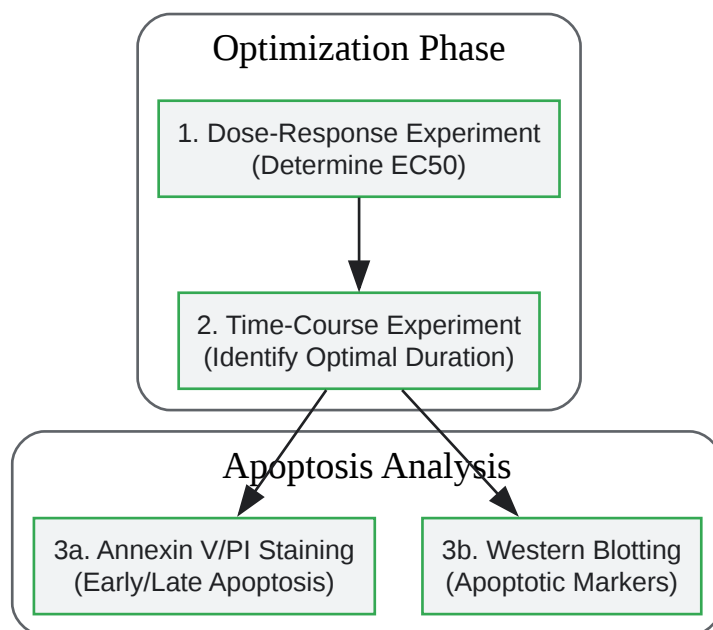 Optimization Phase
1. Dose-Response Experiment
(Determine EC50)
2. Time-Course Experiment
(Identify Optimal Duration)
Apoptosis Analysis
3a. Annexin V/PI Staining
(Early/Late Apoptosis)
3b. Western Blotting
(Apoptotic Markers)